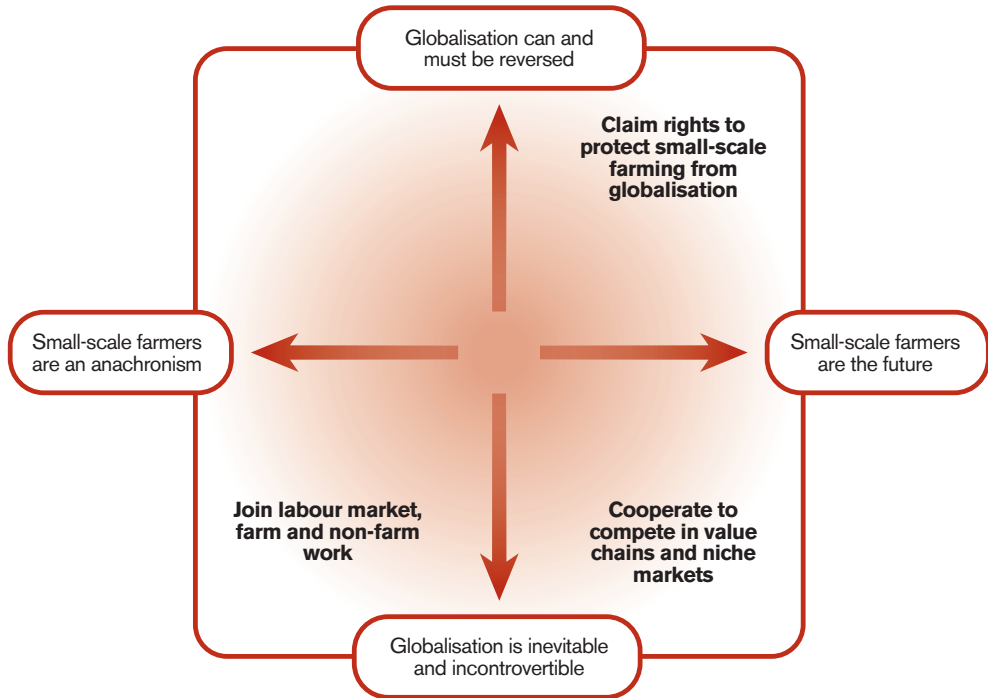 Globalisation can and
must be reversed
Claim rights to
protect small-scale
farming from
globalisation
Small-scale farmers
are an anachronism
Small-scale farmers
are the future
Join labour market,
farm and non-farm
work
Cooperate to
compete in value
chains and niche
markets
Globalisation is inevitable
and incontrovertible